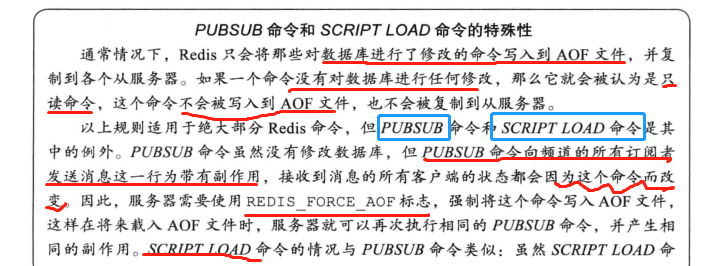 PUBSUB 命令和 SCRIPT LOAD 命令的特殊性
通常情况下，Redis 只会将那些对数据库进行了修改的命令写入到 AOF 文件，并复
制到各个从服务器。如果一个命令没有对数据库进行任何修改，那么它就会被认为是只
读命令，这个命令不会被写入到 AOF 文件，也不会被复制到从服务器。
以上规则适用于绝大部分 Redis 命令，但 PUBSUB 命令和 SCRIPT LOAD 命令是其
中的例外。PUBSUB 命令虽然没有修改数据库，但 PUBSUB 命令向频道的所有订阅者
发送消息这一行为带有副作用，接收到消息的所有客户端的状态都会因为这个命令而改
变。因此，服务器需要使用 REDIS_FORCE_AOF 标志，强制将这个命令写入 AOF 文件，
这样在将来载入 AOF 文件时，服务器就可以再次执行相同的 PUBSUB 命令，并产生相
同的副作用。SCRIPT LOAD 命令的情况与 PUBSUB 命令类似：虽然 SCRIPT LOAD 命